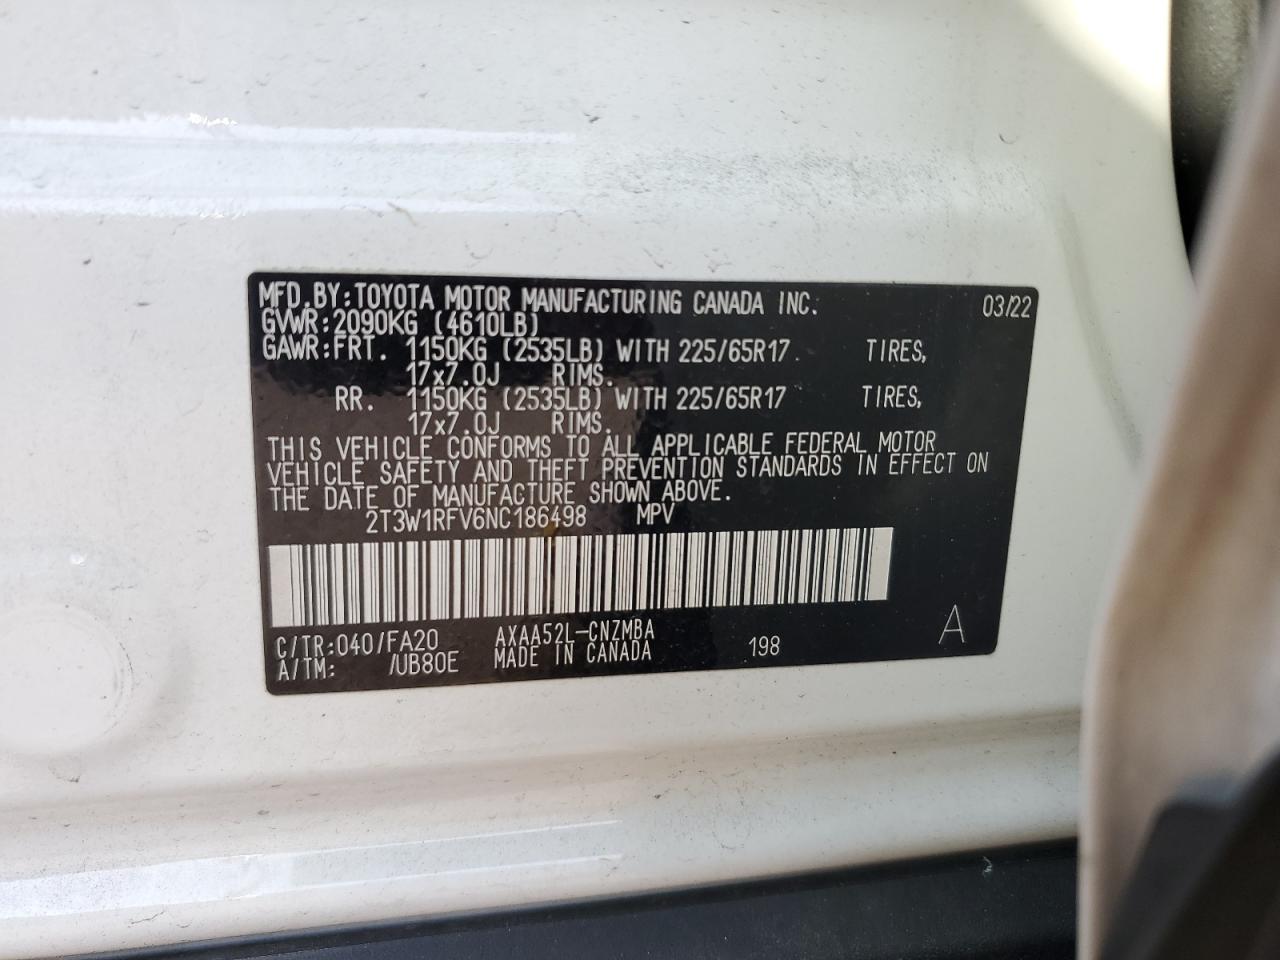 MFD.BY:TOYOTA MOTOR MANUFACTURING CANADA INC. 03/22
GVWR:2090KG (4610LB)
GAWR:FRT. 1150KG (2535LB) WITH 225/65R17 TIRES,
17x7.0J RIMS.
RR. 1150KG (2535LB) WITH 225/65R17 TIRES,
17x7.0J RIMS.
THIS VEHICLE CONFORMS TO ALL APPLICABLE FEDERAL MOTOR
VEHICLE SAFETY AND THEFT PREVENTION STANDARDS IN EFFECT ON
THE DATE OF MANUFACTURE SHOWN ABOVE.
2T3W1RFV6NC186498 MPV
C/TR:040/FA20 AXAA52L-CNZMBA 198 A
A/TM: /UB80E MADE IN CANADA